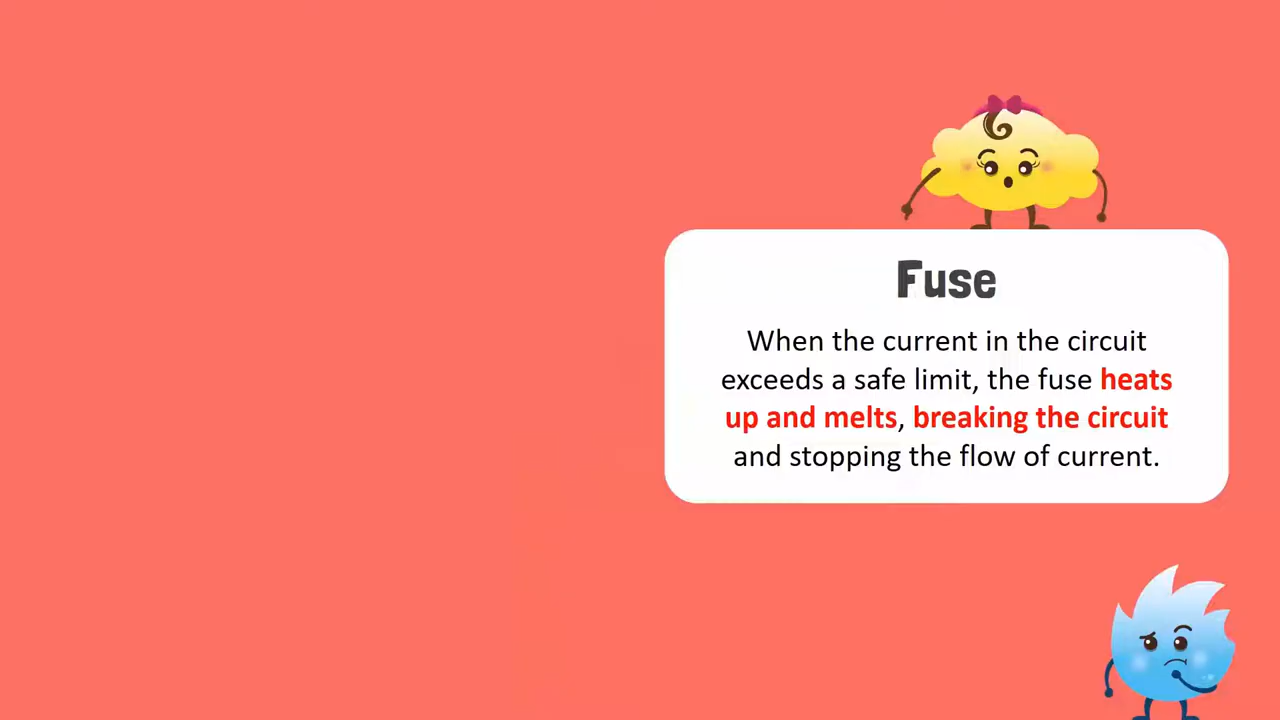 Fuse
When the current in the circuit
exceeds a safe limit, the fuse heats
up and melts, breaking the circuit
and stopping the flow of current.